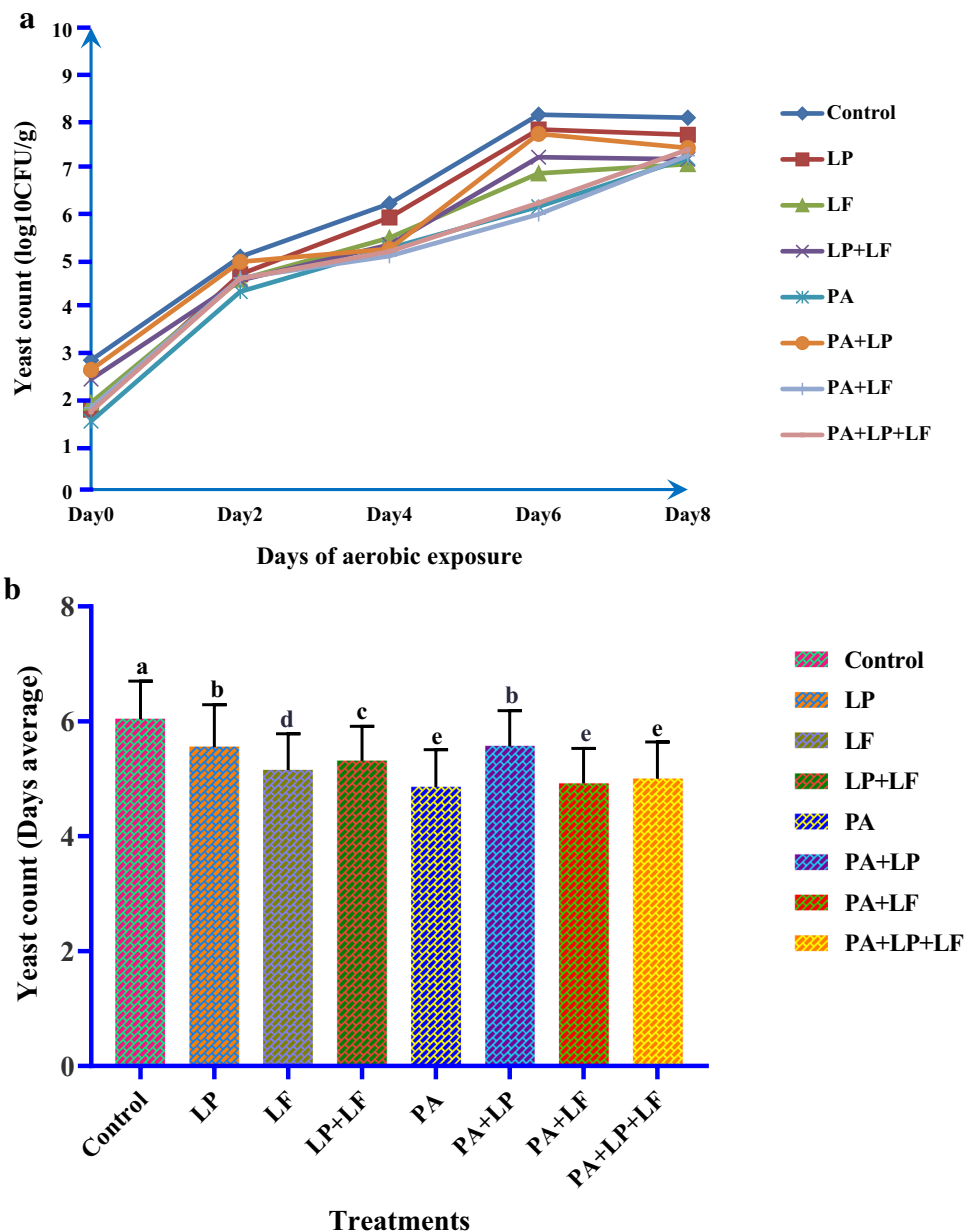 a
Yeast count (log10CFU/g)
10
9
8
7
6
5
4
3
2
1
0
Day0 Day2 Day4 Day6 Day8
Days of aerobic exposure
Control
LP
LF
LP+LF
PA
PA+LP
PA+LF
PA+LP+LF
b
Yeast count (Days average)
8
6
4
2
0
a b d c e b e e
Control LP LF LP+LF PA PA+LP PA+LF PA+LP+LF
Treatments
Control
LP
LF
LP+LF
PA
PA+LP
PA+LF
PA+LP+LF